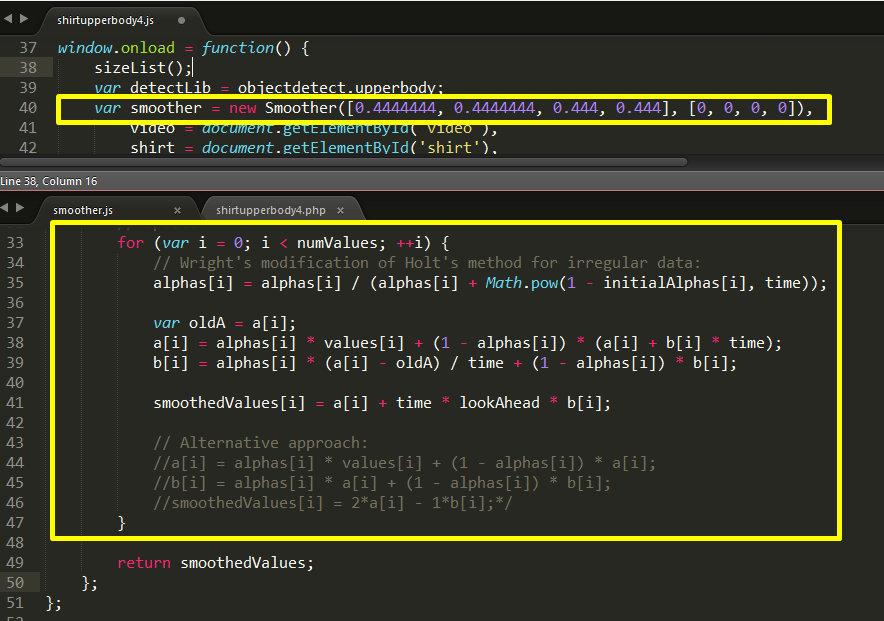 shirtupperbody4.js
37 window.onload = function() {
38 sizeList();
39 var detectLib = objectdetect.upperbody;
40 var smoother = new Smoother([0.4444444, 0.4444444, 0.444, 0.444], [0, 0, 0, 0]),
41 video = document.getElementById('video'),
42 shirt = document.getElementById('shirt'),
Line 38, Column 16
smoother.js × shirtupperbody4.php ×
33 for (var i = 0; i < numValues; ++i) {
34 // Wright's modification of Holt's method for irregular data:
35 alphas[i] = alphas[i] / (alphas[i] + Math.pow(1 - initialAlphas[i], time));
36
37 var oldA = a[i];
38 a[i] = alphas[i] * values[i] + (1 - alphas[i]) * (a[i] + b[i] * time);
39 b[i] = alphas[i] * (a[i] - oldA) / time + (1 - alphas[i]) * b[i];
40
41 smoothedValues[i] = a[i] + time * lookAhead * b[i];
42
43 // Alternative approach:
44 //a[i] = alphas[i] * values[i] + (1 - alphas[i]) * a[i];
45 //b[i] = alphas[i] * a[i] + (1 - alphas[i]) * b[i];
46 //smoothedValues[i] = 2*a[i] - 1*b[i];*/
47 }
48
49 return smoothedValues;
50 };
51 };